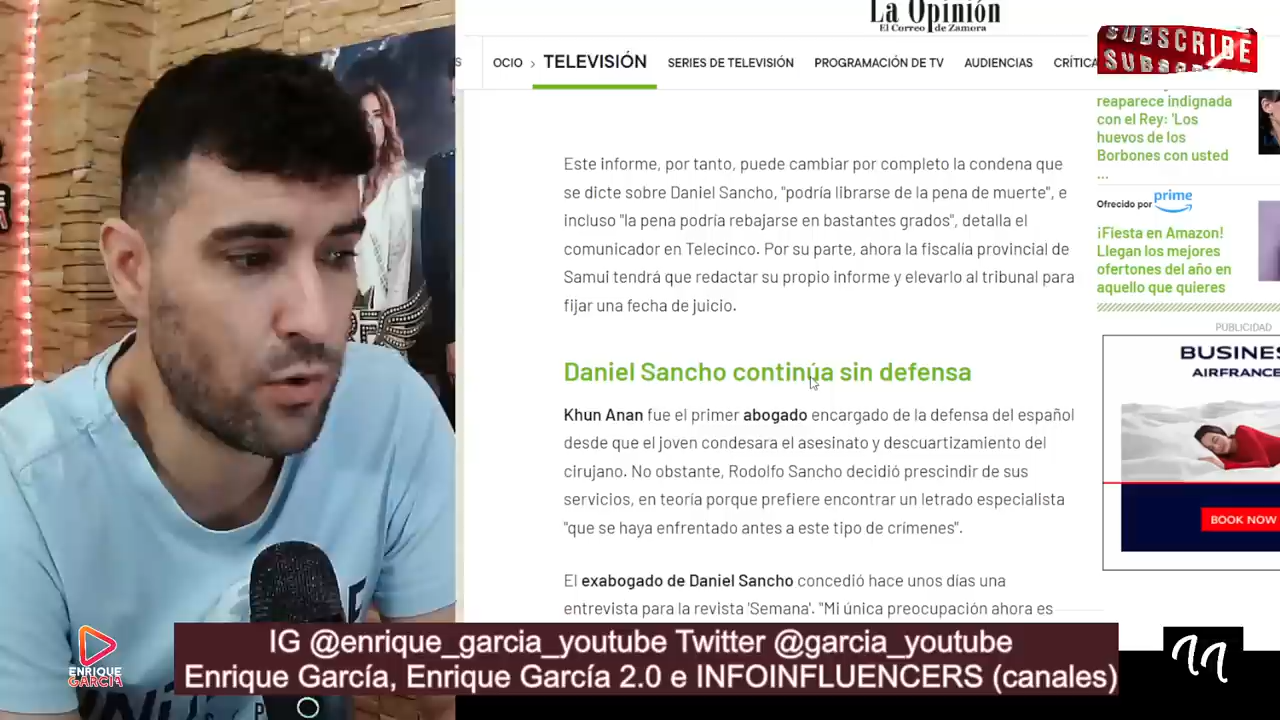 La Opinión
El Correo de Zamora
SUBSCRIBE
OCIO > TELEVISIÓN SERIES DE TELEVISIÓN PROGRAMACIÓN DE TV AUDIENCIAS CRÍTICA
reaparece indignada
con el Rey: 'Los
huevos de los
Borbones con usted
...
Ofrecido por prime
¡Fiesta en Amazon!
Llegan los mejores
ofertones del año en
aquello que quieres
PUBLICIDAD
BUSINES
AIRFRANCE
BOOK NOW
Este informe, por tanto, puede cambiar por completo la condena que
se dicte sobre Daniel Sancho, "podría librarse de la pena de muerte", e
incluso "la pena podría rebajarse en bastantes grados", detalla el
comunicador en Telecinco. Por su parte, ahora la fiscalía provincial de
Samui tendrá que redactar su propio informe y elevarlo al tribunal para
fijar una fecha de juicio.
Daniel Sancho continúa sin defensa
Khun Anan fue el primer abogado encargado de la defensa del español
desde que el joven condesara el asesinato y descuartizamiento del
cirujano. No obstante, Rodolfo Sancho decidió prescindir de sus
servicios, en teoría porque prefiere encontrar un letrado especialista
"que se haya enfrentado antes a este tipo de crímenes".
El exabogado de Daniel Sancho concedió hace unos días una
entrevista para la revista 'Semana'. "Mi única preocupación ahora es
IG @enrique_garcia_youtube Twitter @garcia_youtube
Enrique García, Enrique García 2.0 e INFONFLUENCERS (canales)
ENRIQUE
GARCIA